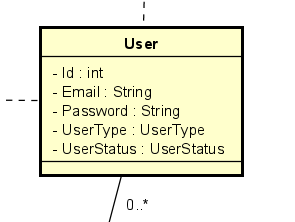 User
- Id : int
- Email : String
- Password : String
- UserType : UserType
- UserStatus : UserStatus
0..*